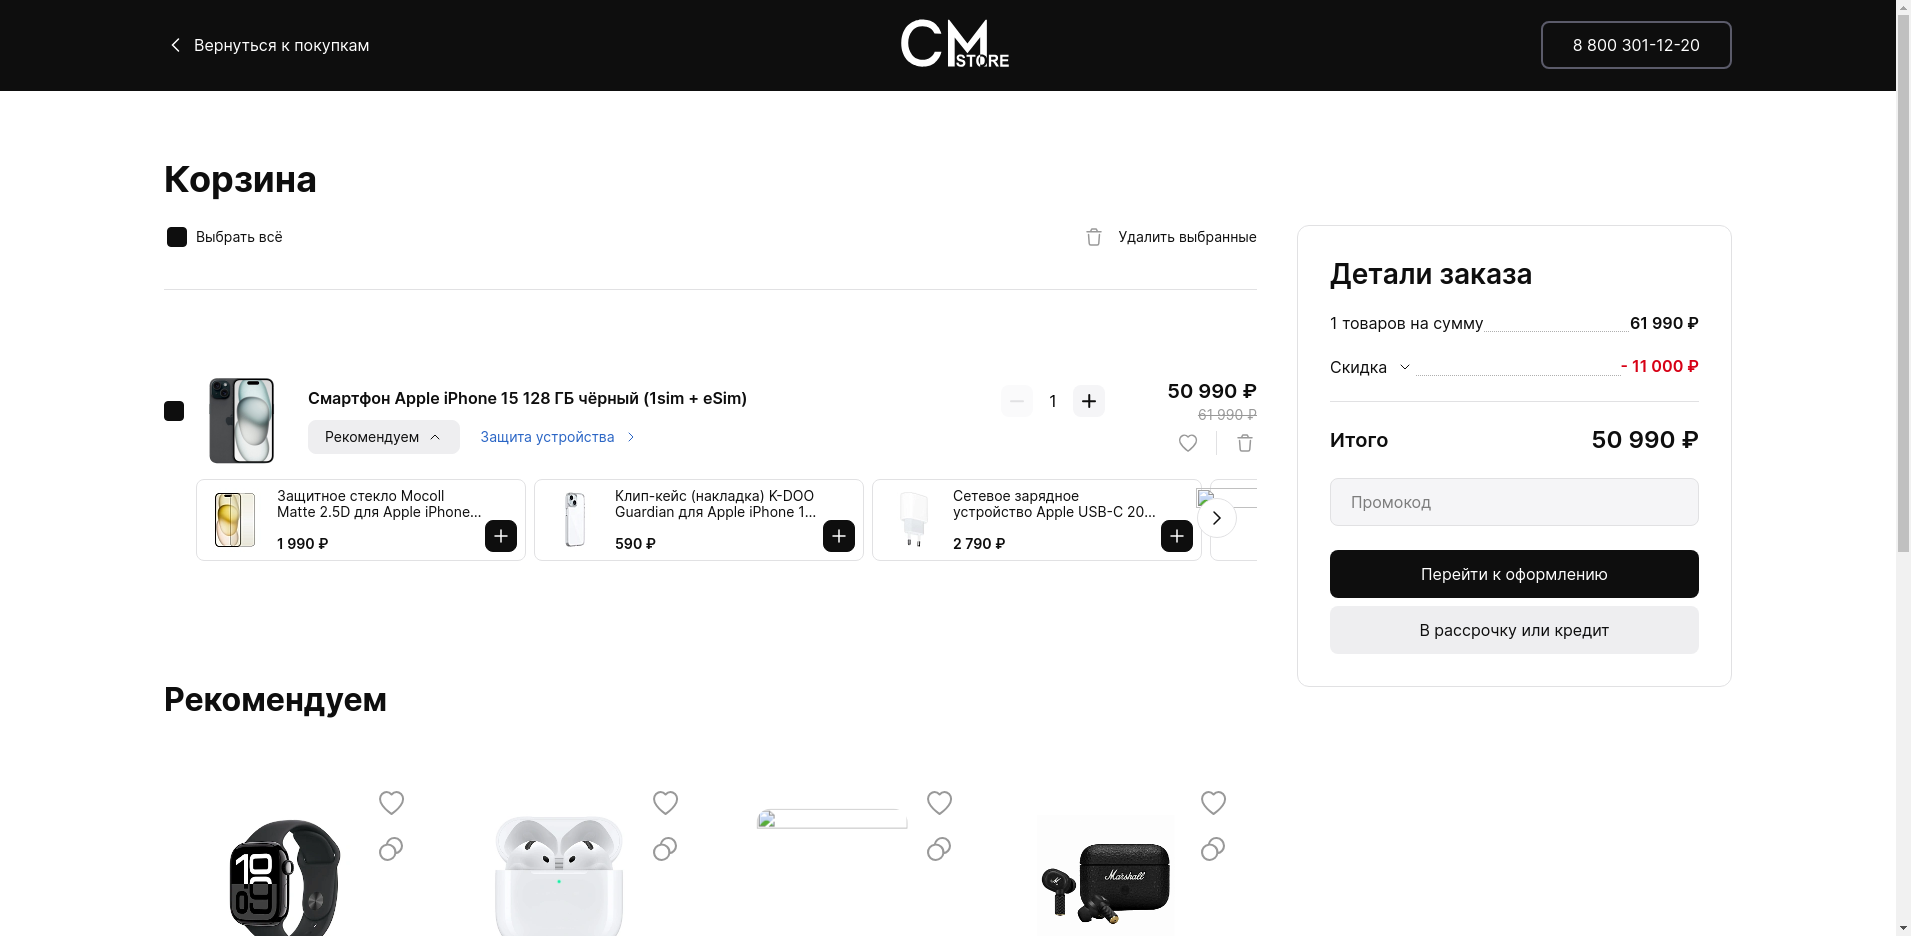 Вернуться к покупкам
CM STORE
8 800 301-12-20
Корзина
Выбрать всё
Удалить выбранные
Смартфон Apple iPhone 15 128 ГБ чёрный (1sim + eSim)
1
50 990 ₽
61 990 ₽
Рекомендуем
Защита устройства
Защитное стекло Mocoll
Matte 2.5D для Apple iPhone...
1 990 ₽
Клип-кейс (накладка) K-DOO
Guardian для Apple iPhone 1...
590 ₽
Сетевое зарядное
устройство Apple USB-C 20...
2 790 ₽
Детали заказа
1 товаров на сумму
61 990 ₽
Скидка
- 11 000 ₽
Итого
50 990 ₽
Промокод
Перейти к оформлению
В рассрочку или кредит
Рекомендуем
10
09
Marshall